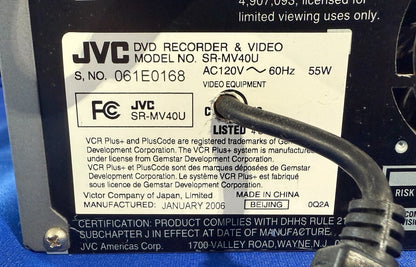 4,907,093, licensed for
limited viewing uses only.
JVC DVD RECORDER & VIDEO
MODEL NO. SR-MV40U
S, NO. 061E0168 AC120V ~ 60Hz 55W
VIDEO EQUIPMENT
FC JVC
SR-MV40U
C
LISTED
VCR Plus+ and PlusCode are registered trademarks of Gemstar
Development Corporation. The VCR Plus+ system is manufactured
under license from Gemstar Development Corporation.
VCR Plus+ et PlusCode sont des marques déposées de Gemstar
Development Corporation. Le système VCR Plus+ est fabriqué
sous license de Gemstar Development Corporation.
Victor Company of Japan, Limited MADE IN CHINA
MANUFACTURED JANUARY 2006 BEIJING 0Q2A
CERTIFICATION: PRODUCT COMPLIES WITH DHHS RULE 21
SUBCHAPTER J IN EFFECT AT DATE OF MANUFACT
JVC Americas Corp. 1700 VALLEY ROAD,WAYNE,N.J.
RISK